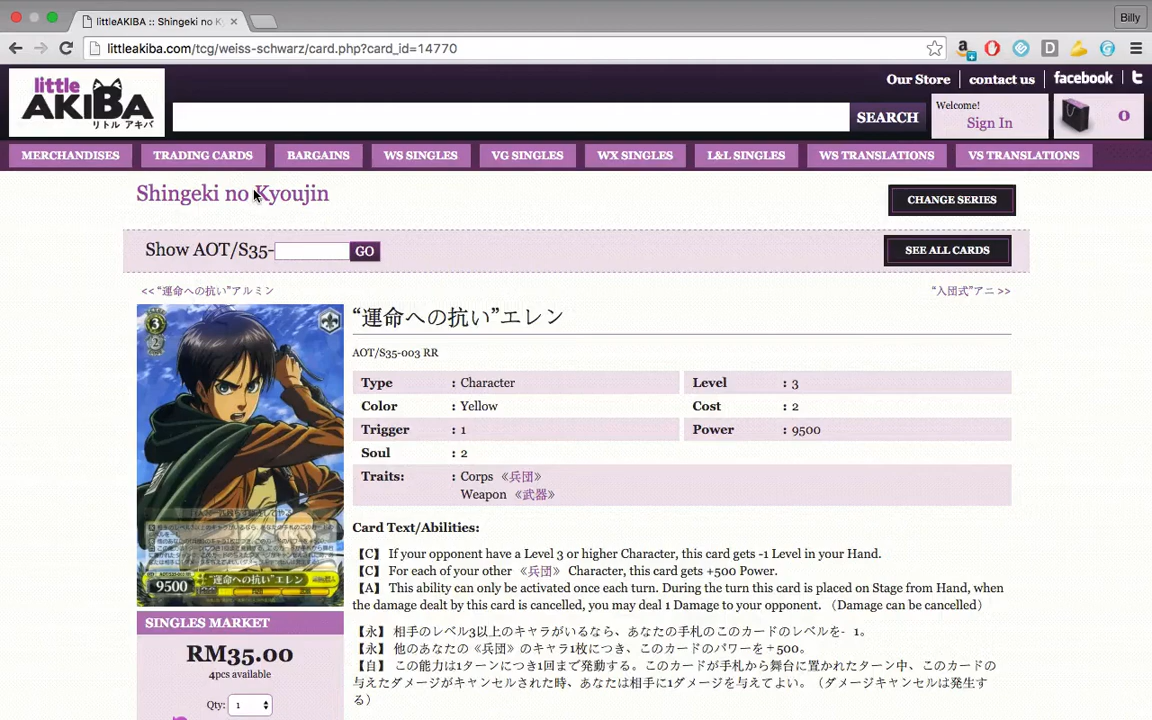 littleAKIBA :: Shingeki no K
Billy
littleakiba.com/tcg/weiss-schwarz/card.php?card_id=14770
Our Store
contact us
facebook
little
AKIBA
リトル アキバ
SEARCH
Welcome!
Sign In
0
MERCHANDISES
TRADING CARDS
BARGAINS
WS SINGLES
VG SINGLES
WX SINGLES
L&L SINGLES
WS TRANSLATIONS
VS TRANSLATIONS
Shingeki no Kyoujin
CHANGE SERIES
Show AOT/S35-
GO
SEE ALL CARDS
<< “運命への抗い”アルミン
“入団式”アニ >>
“運命への抗い”エレン
AOT/S35-003 RR
Type : Character
Level : 3
Color : Yellow
Cost : 2
Trigger : 1
Power : 9500
Soul : 2
Traits: Corps 《兵団》
Weapon 《武器》
Card Text/Abilities:
【C】 If your opponent have a Level 3 or higher Character, this card gets -1 Level in your Hand.
【C】 For each of your other 《兵団》 Character, this card gets +500 Power.
【A】 This ability can only be activated once each turn. During the turn this card is placed on Stage from Hand, when
the damage dealt by this card is cancelled, you may deal 1 Damage to your opponent. （Damage can be cancelled）
【永】 相手のレベル3以上のキャラがいるなら、あなたの手札のこのカードのレベルを- 1。
【永】 他のあなたの《兵団》のキャラ1枚につき、このカードのパワーを＋500。
【自】 この能力は1ターンにつき1回まで発動する。このカードが手札から舞台に置かれたターン中、このカードの
与えたダメージがキャンセルされた時、あなたは相手に1ダメージを与えてよい。（ダメージキャンセルは発生す
る）
3
2
9500
“運命への抗い”エレン
SINGLES MARKET
RM35.00
4pcs available
Qty: 1